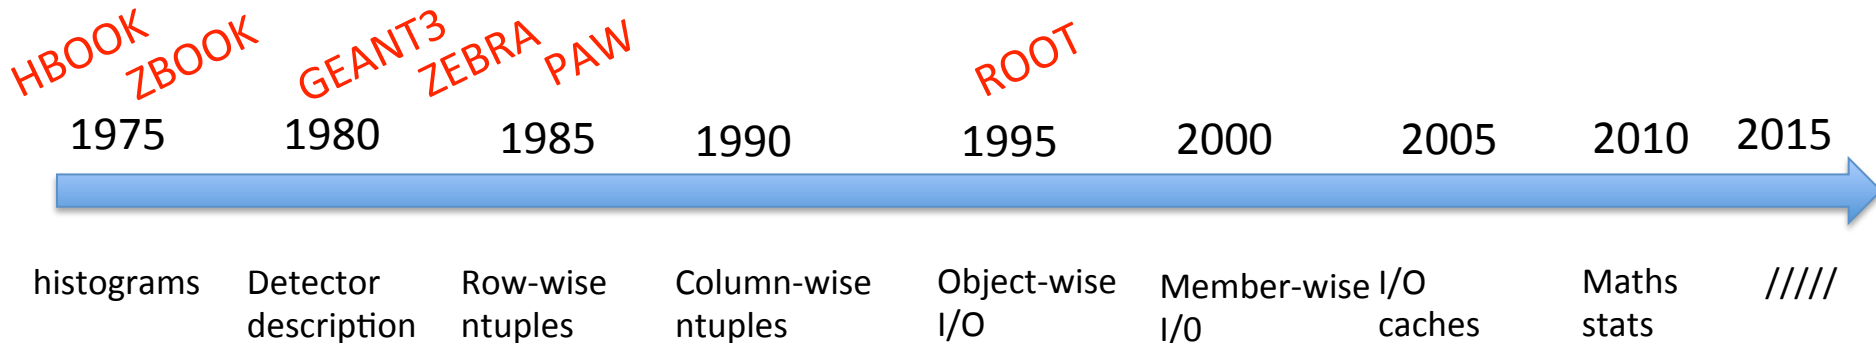 HBOOK
ZBOOK
GEANT3
ZEBRA
PAW
ROOT
1975
1980
1985
1990
1995
2000
2005
2010
2015
histograms
Detector
description
Row-wise
ntuples
Column-wise
ntuples
Object-wise
I/O
Member-wise
I/0
I/O
caches
Maths
stats
/////